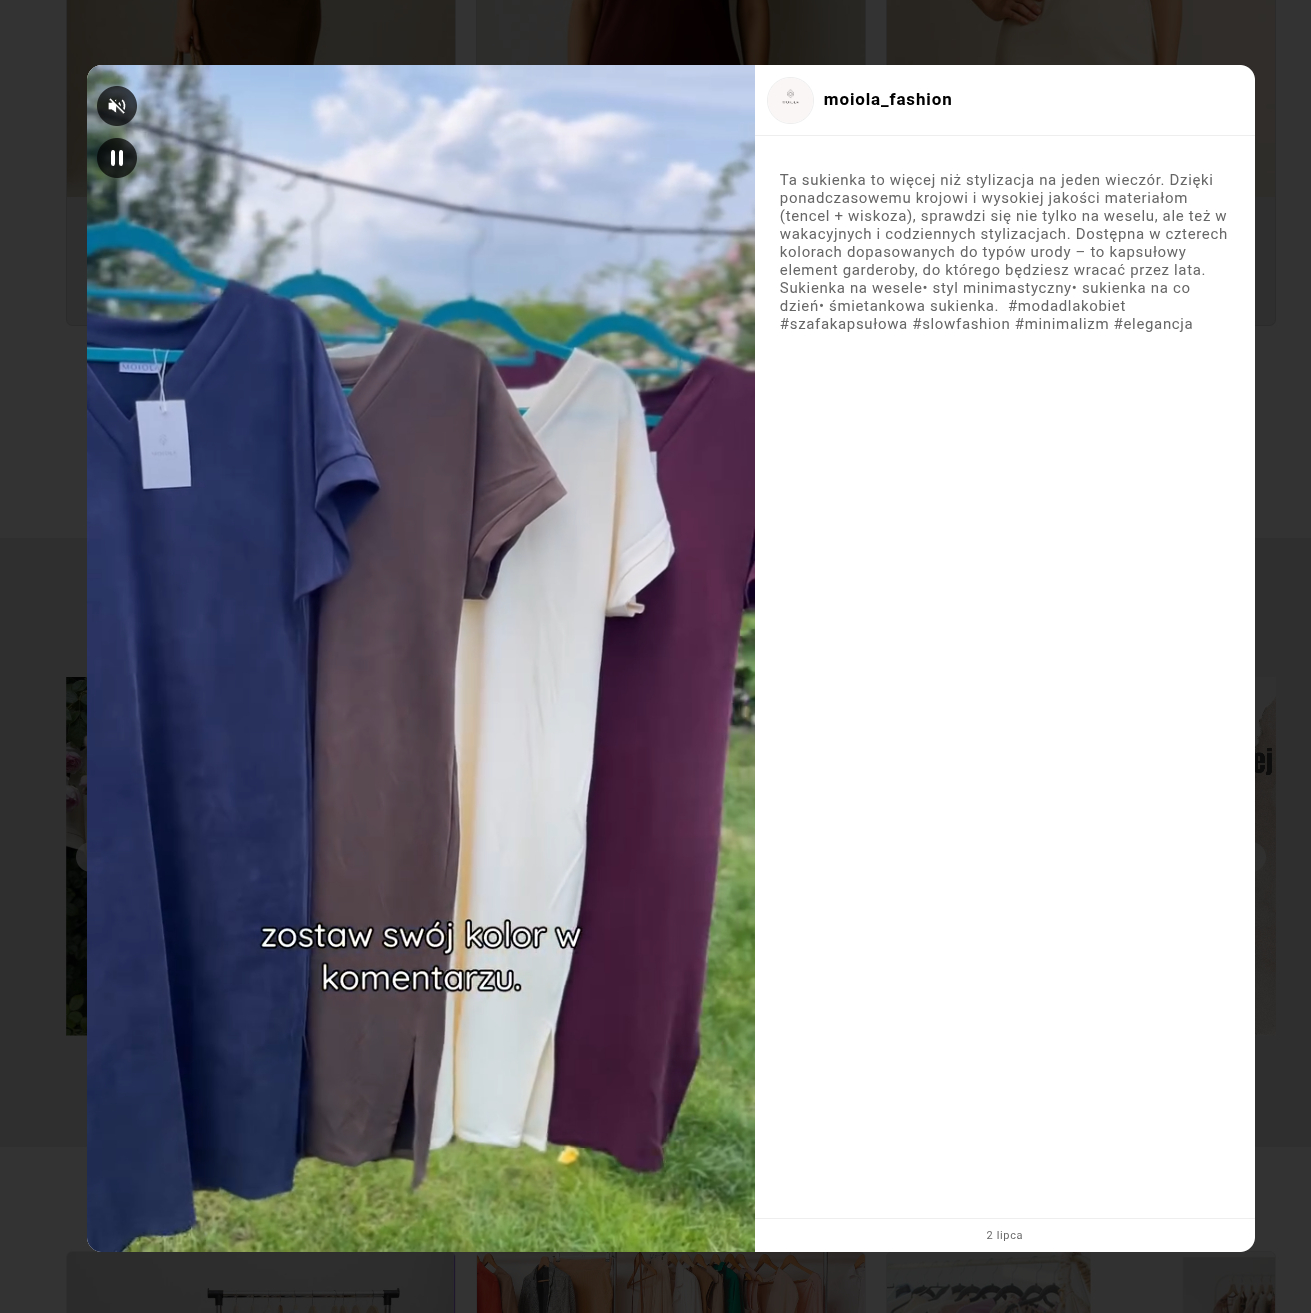 moiola_fashion
Ta sukienka to więcej niż stylizacja na jeden wieczór. Dzięki
ponadczasowemu krojowi i wysokiej jakości materiałom
(tencel + wiskoza), sprawdzi się nie tylko na weselu, ale też w
wakacyjnych i codziennych stylizacjach. Dostępna w czterech
kolorach dopasowanych do typów urody – to kapsułowy
element garderoby, do którego będziesz wracać przez lata.
Sukienka na wesele• styl minimastyczny• sukienka na co
dzień• śmietankowa sukienka.  #modadlakobiet
#szafakapsułowa #slowfashion #minimalizm #elegancja
MOIOLA
zostaw swój kolor w
komentarzu.
ej
2 lipca